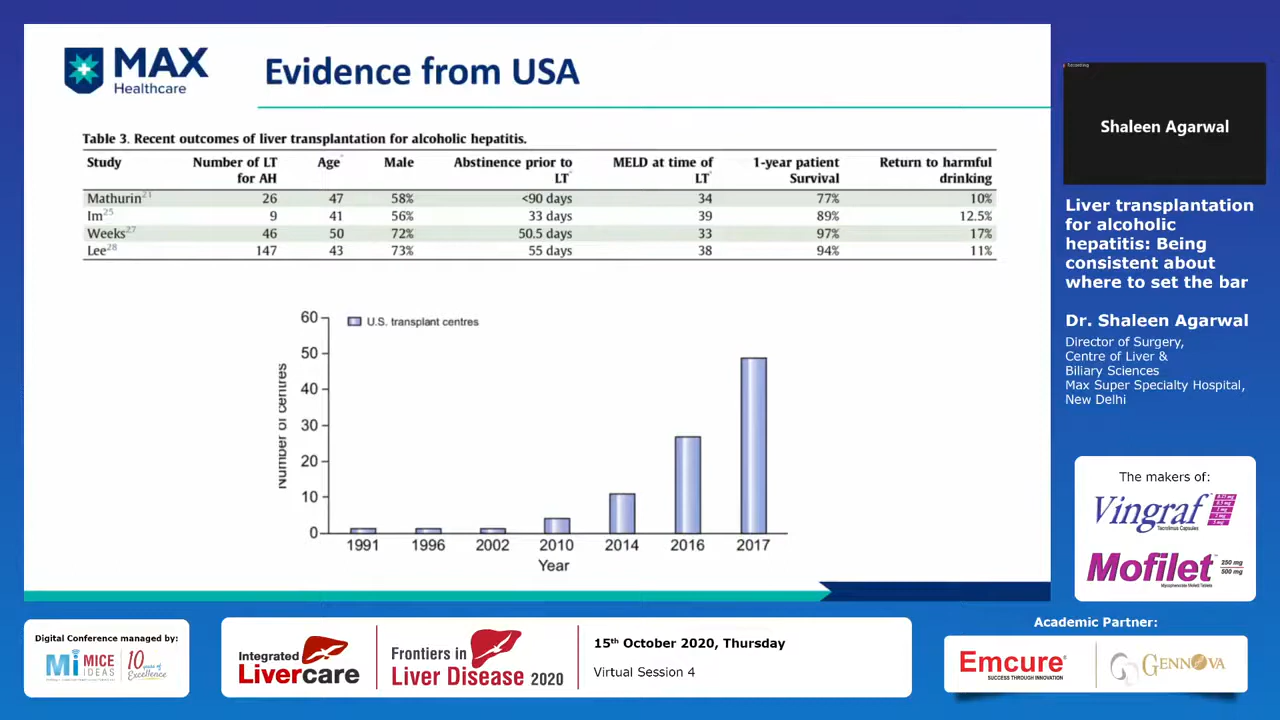 MAX
Healthcare
Evidence from USA
Table 3. Recent outcomes of liver transplantation for alcoholic hepatitis.
Study Number of LT for AH Age* Male Abstinence prior to LT* MELD at time of LT* 1-year patient Survival Return to harmful drinking
Mathurin21 26 47 58% <90 days 34 77% 10%
Im25 9 41 56% 33 days 39 89% 12.5%
Weeks27 46 50 72% 50.5 days 33 97% 17%
Lee28 147 43 73% 55 days 38 94% 11%
U.S. transplant centres
Number of centres
60
50
40
30
20
10
0
1991 1996 2002 2010 2014 2016 2017
Year
Recording
Shaleen Agarwal
Liver transplantation
for alcoholic
hepatitis: Being
consistent about
where to set the bar
Dr. Shaleen Agarwal
Director of Surgery,
Centre of Liver &
Biliary Sciences
Max Super Specialty Hospital,
New Delhi
The makers of:
Vingraf
Tacrolimus Capsules
Mofilet
250 mg
500 mg
Mycophenolate Mofetil Tablets
Digital Conference managed by:
Mi MICE IDEAS
10 years of Excellence
Integrated
Livercare
Frontiers in
Liver Disease 2020
15th October 2020, Thursday
Virtual Session 4
Academic Partner:
Emcure®
SUCCESS THROUGH INNOVATION
GENNOVA